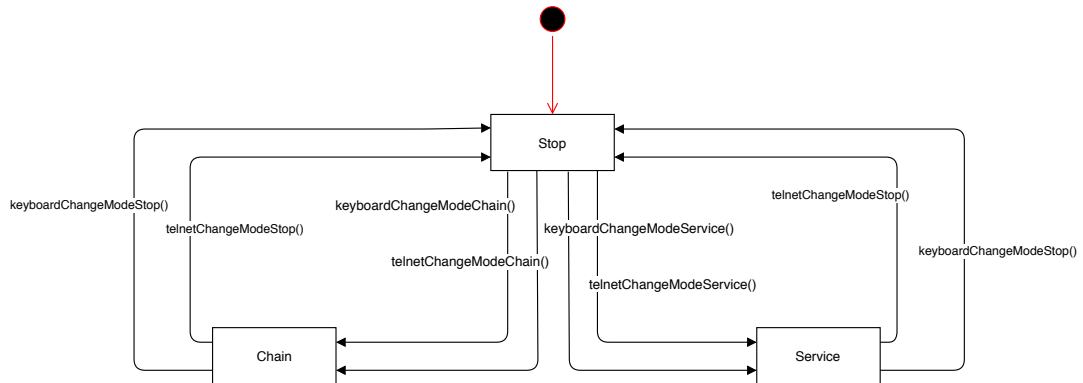 Stop
keyboardChangeModeStop()
telnetChangeModeStop()
keyboardChangeModeChain()
telnetChangeModeChain()
keyboardChangeModeService()
telnetChangeModeService()
telnetChangeModeStop()
keyboardChangeModeStop()
Chain
Service